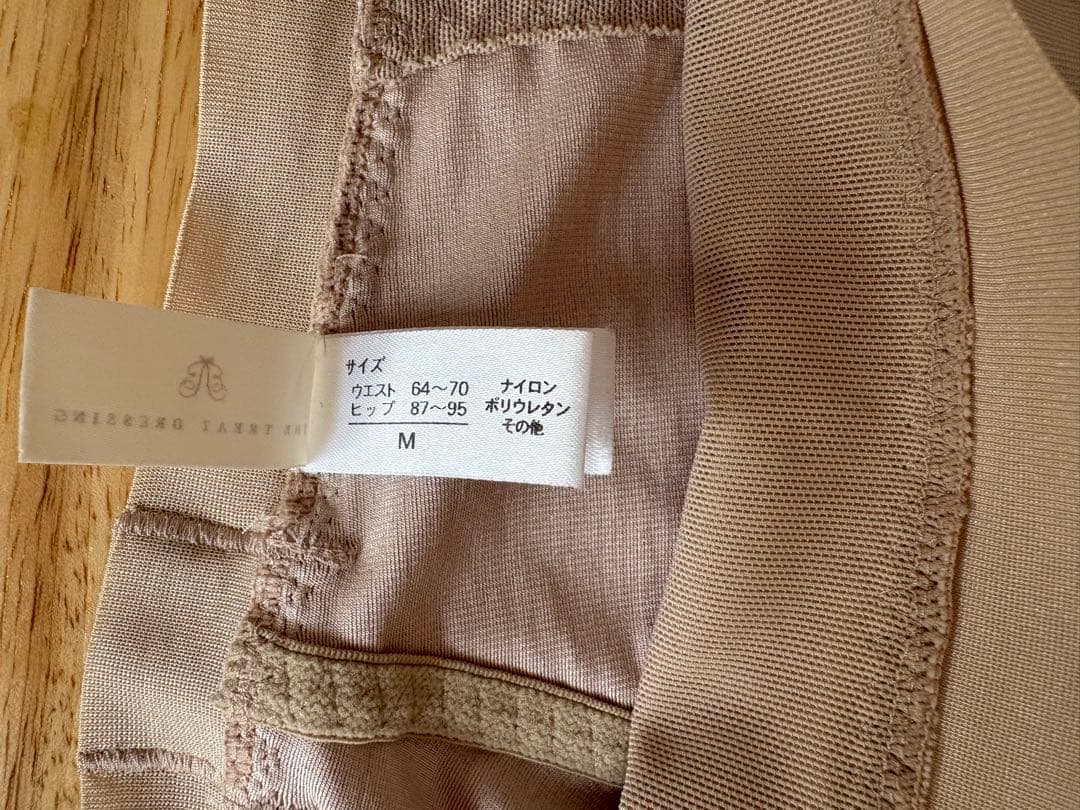 THE TREAT DRESSING
サイズ
ウエスト 64〜70
ヒップ 87〜95
M
ナイロン
ポリウレタン
その他